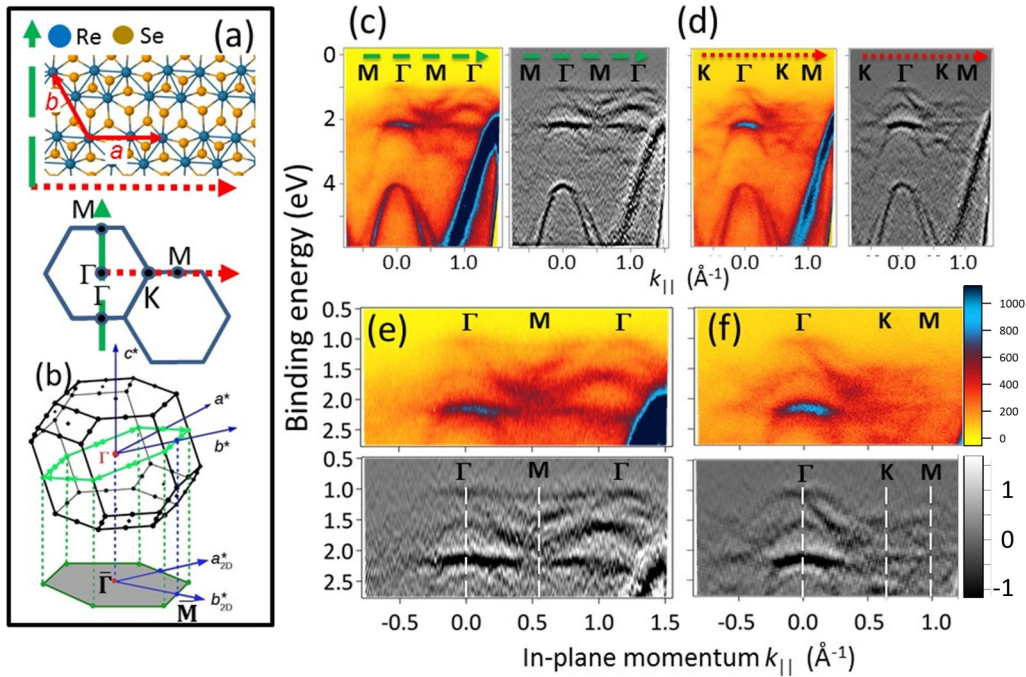 Re Se (a)
b
a
M
Γ M
Γ K
(b)
c*
a*
b*
Γ
a*2D
Γ̅
b*2D
M̅
(c) (d)
M Γ M Γ M Γ M Γ K Γ K M K Γ K M
0
2
4
0.0 1.0 0.0 1.0 0.0 1.0 0.0 1.0
k|| (Å-1)
Binding energy (eV)
(e) Γ M Γ
(f) Γ K M
0.5
1.0
1.5
2.0
2.5
1000
800
600
400
200
0
Γ M Γ
Γ K M
0.5
1.0
1.5
2.0
2.5
1
0
-1
-0.5 0.0 0.5 1.0 1.5 -0.5 0.0 0.5 1.0
In-plane momentum k|| (Å-1)